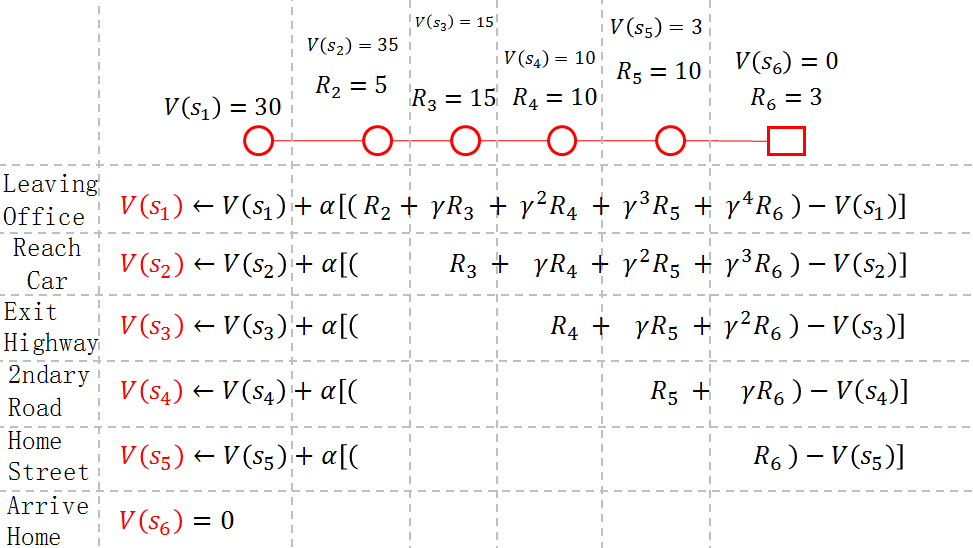 V(s₃) = 15
V(s₅) = 3
V(s₂) = 35
V(s₄) = 10
V(s₆) = 0
R₂ = 5
R₅ = 10
V(s₁) = 30
R₃ = 15
R₄ = 10
R₆ = 3
Leaving
Office
V(s₁) ← V(s₁) + α[( R₂ + γR₃ + γ²R₄ + γ³R₅ + γ⁴R₆ ) − V(s₁)]
Reach
Car
V(s₂) ← V(s₂) + α[( R₃ + γR₄ + γ²R₅ + γ³R₆ ) − V(s₂)]
Exit
Highway
V(s₃) ← V(s₃) + α[( R₄ + γR₅ + γ²R₆ ) − V(s₃)]
2ndary
Road
V(s₄) ← V(s₄) + α[( R₅ + γR₆ ) − V(s₄)]
Home
Street
V(s₅) ← V(s₅) + α[( R₆ ) − V(s₅)]
Arrive
Home
V(s₆) = 0